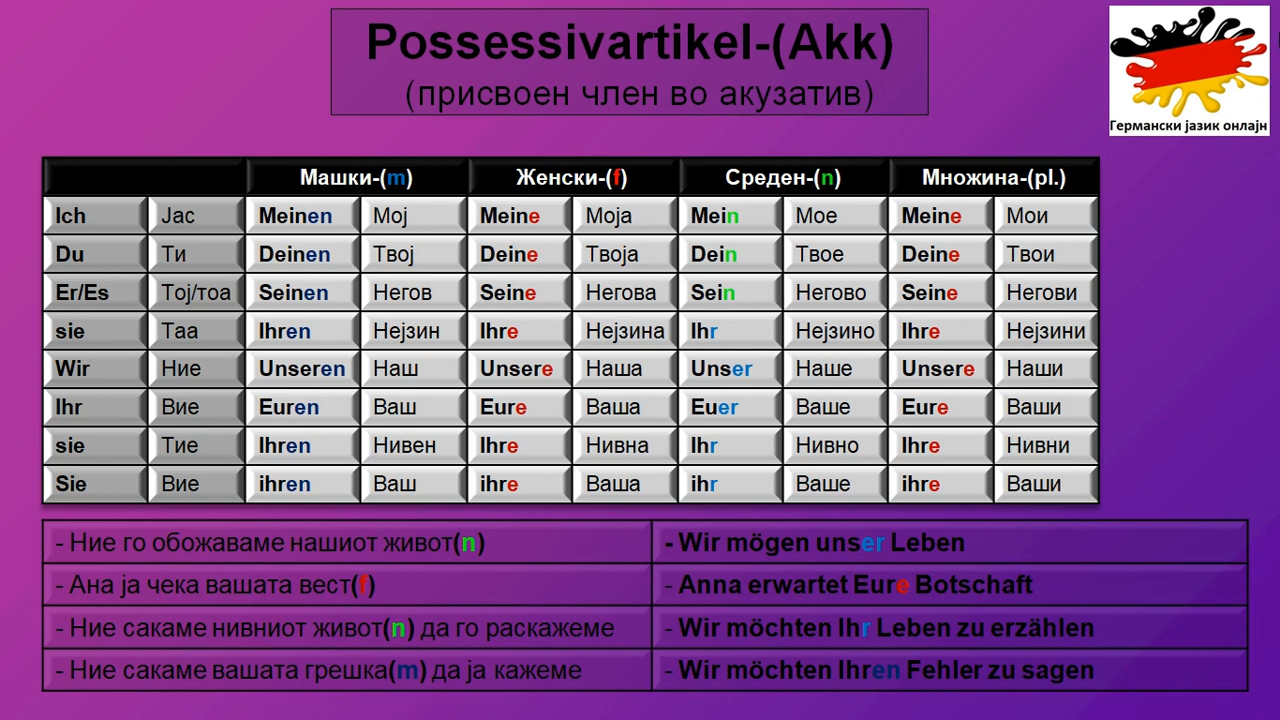 Possessivartikel-(Akk)
(присвоен член во акузатив)
Германски јазик онлајн
Машки-(m) Женски-(f) Среден-(n) Множина-(pl.)
Ich Јас Meinen Мој Meine Моја Mein Мое Meine Мои
Du Ти Deinen Твој Deine Твоја Dein Твое Deine Твои
Er/Es Тој/тоа Seinen Негов Seine Негова Sein Негово Seine Негови
sie Таа Ihren Нејзин Ihre Нејзина Ihr Нејзино Ihre Нејзини
Wir Ние Unseren Наш Unsere Наша Unser Наше Unsere Наши
Ihr Вие Euren Ваш Eure Ваша Euer Ваше Eure Ваши
sie Тие Ihren Нивен Ihre Нивна Ihr Нивно Ihre Нивни
Sie Вие ihren Ваш ihre Ваша ihr Ваше ihre Ваши
- Ние го обожаваме нашиот живот(n) - Wir mögen unser Leben
- Ана ја чека вашата вест(f) - Anna erwartet Eure Botschaft
- Ние сакаме нивниот живот(n) да го раскажеме - Wir möchten Ihr Leben zu erzählen
- Ние сакаме вашата грешка(m) да ја кажеме - Wir möchten Ihren Fehler zu sagen